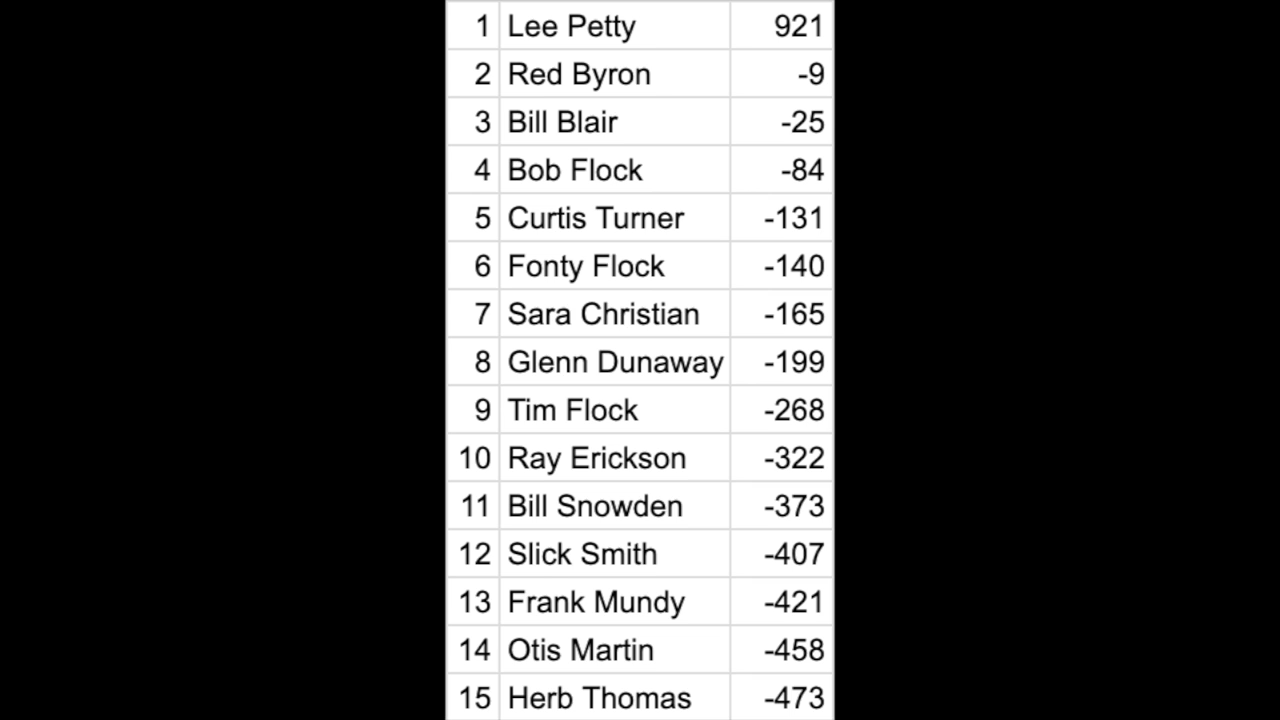 1 Lee Petty 921
2 Red Byron -9
3 Bill Blair -25
4 Bob Flock -84
5 Curtis Turner -131
6 Fonty Flock -140
7 Sara Christian -165
8 Glenn Dunaway -199
9 Tim Flock -268
10 Ray Erickson -322
11 Bill Snowden -373
12 Slick Smith -407
13 Frank Mundy -421
14 Otis Martin -458
15 Herb Thomas -473